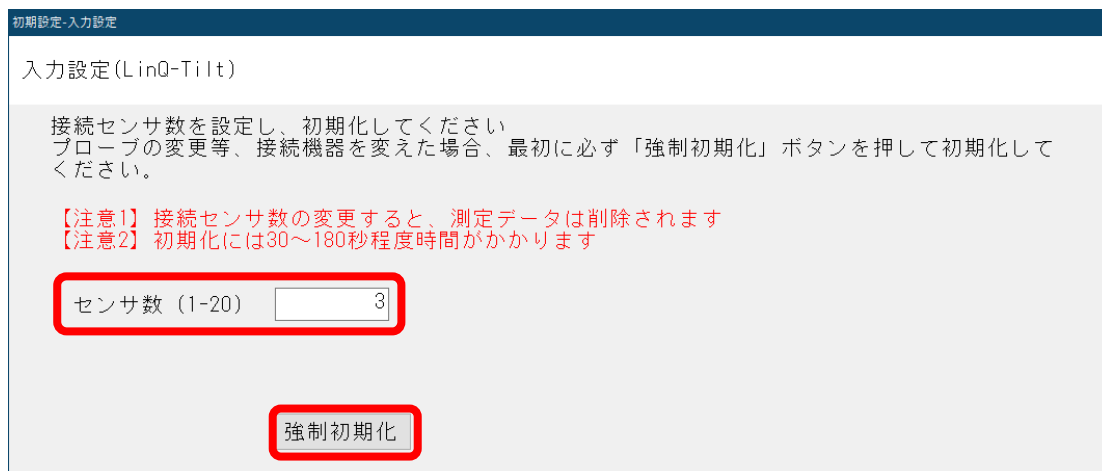 初期設定-入力設定
入力設定(LinQ-Tilt)
接続センサ数を設定し、初期化してください
プローブの変更等、接続機器を変えた場合、最初に必ず「強制初期化」ボタンを押して初期化して
ください。
【注意1】接続センサ数の変更すると、測定データは削除されます
【注意2】初期化には30～180秒程度時間がかかります
センサ数 (1-20) 3
強制初期化